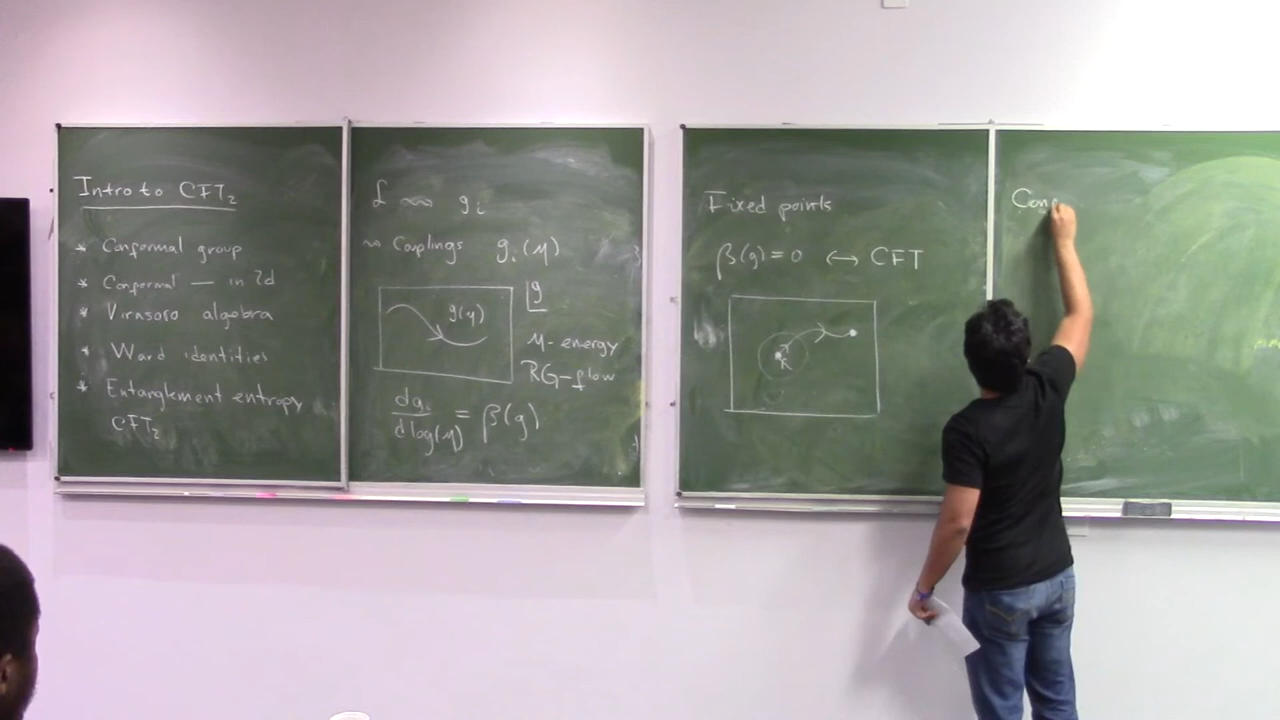 Intro to CFT₂
* Conformal group
* Conformal — in 2d
* Virasoro algebra
* Ward identities
* Entanglement entropy
CFT₂
£ ~~ gᵢ
~~ Couplings gᵢ(μ)
g(μ)
g
μ - energy
RG-flow
dgᵢ / dlog(μ) = β(g)
Fixed points
β(g) = 0 ↔ CFT
Conf